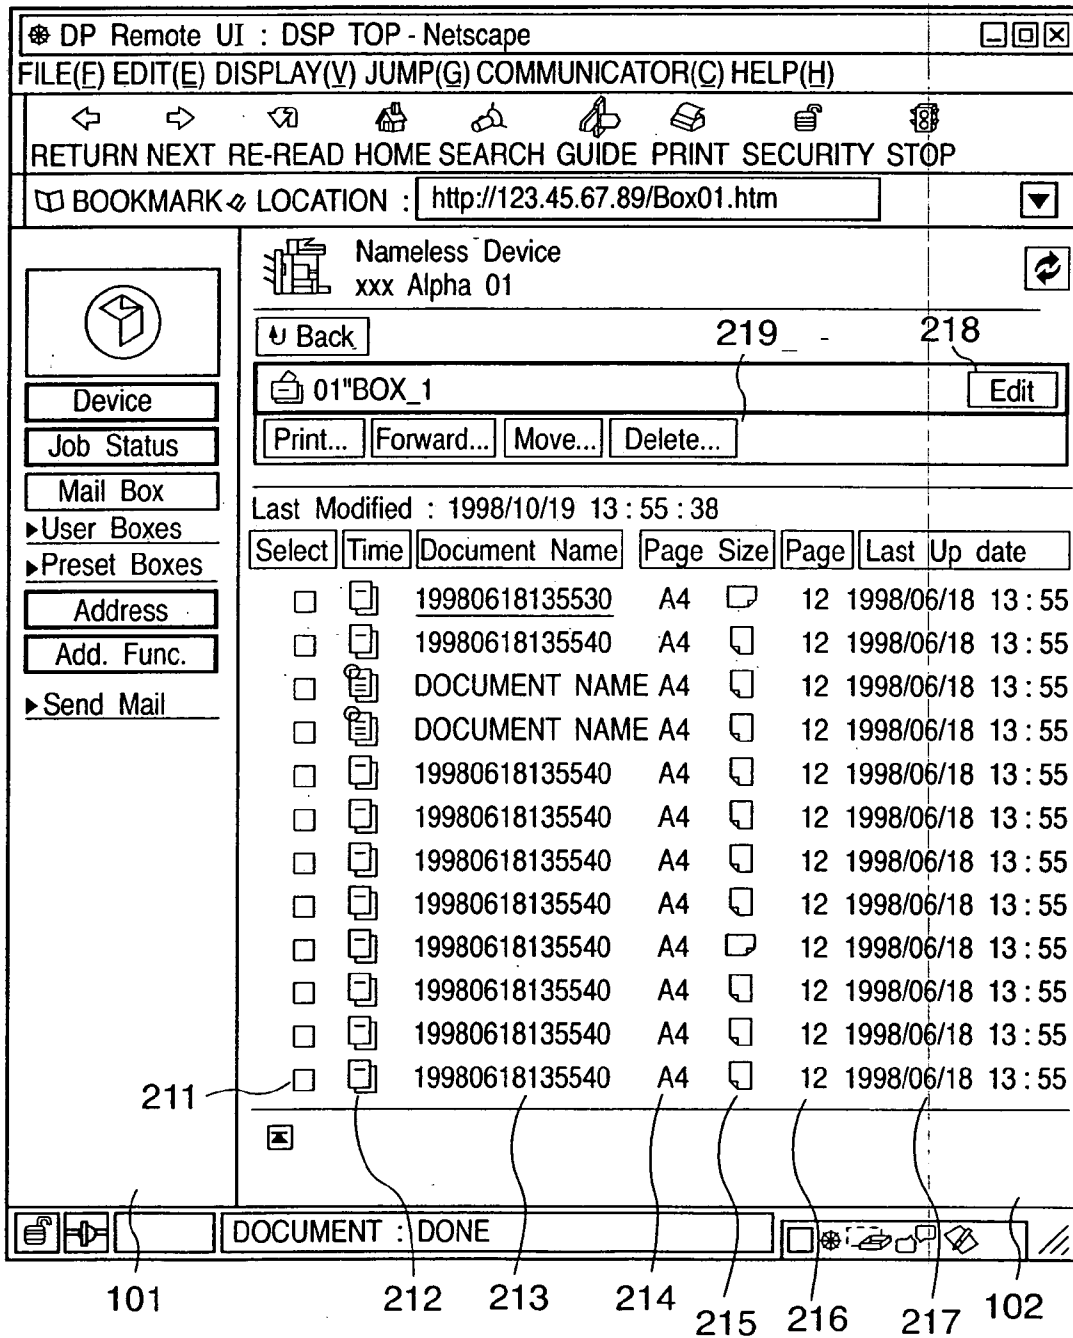 DP Remote UI : DSP TOP - Netscape
FILE(F) EDIT(E) DISPLAY(V) JUMP(G) COMMUNICATOR(C) HELP(H)
RETURN NEXT RE-READ HOME SEARCH GUIDE PRINT SECURITY STOP
BOOKMARK LOCATION : http://123.45.67.89/Box01.htm
Nameless Device
xxx Alpha 01
Back
219
218
01"BOX_1
Edit
Print... Forward... Move... Delete...
Device
Job Status
Mail Box
▶User Boxes
▶Preset Boxes
Address
Add. Func.
▶Send Mail
Last Modified : 1998/10/19 13 : 55 : 38
Select Time Document Name Page Size Page Last Up date
19980618135530 A4 12 1998/06/18 13 : 55
19980618135540 A4 12 1998/06/18 13 : 55
DOCUMENT NAME A4 12 1998/06/18 13 : 55
DOCUMENT NAME A4 12 1998/06/18 13 : 55
19980618135540 A4 12 1998/06/18 13 : 55
19980618135540 A4 12 1998/06/18 13 : 55
19980618135540 A4 12 1998/06/18 13 : 55
19980618135540 A4 12 1998/06/18 13 : 55
19980618135540 A4 12 1998/06/18 13 : 55
19980618135540 A4 12 1998/06/18 13 : 55
19980618135540 A4 12 1998/06/18 13 : 55
19980618135540 A4 12 1998/06/18 13 : 55
211
DOCUMENT : DONE
101 212 213 214 215 216 217 102